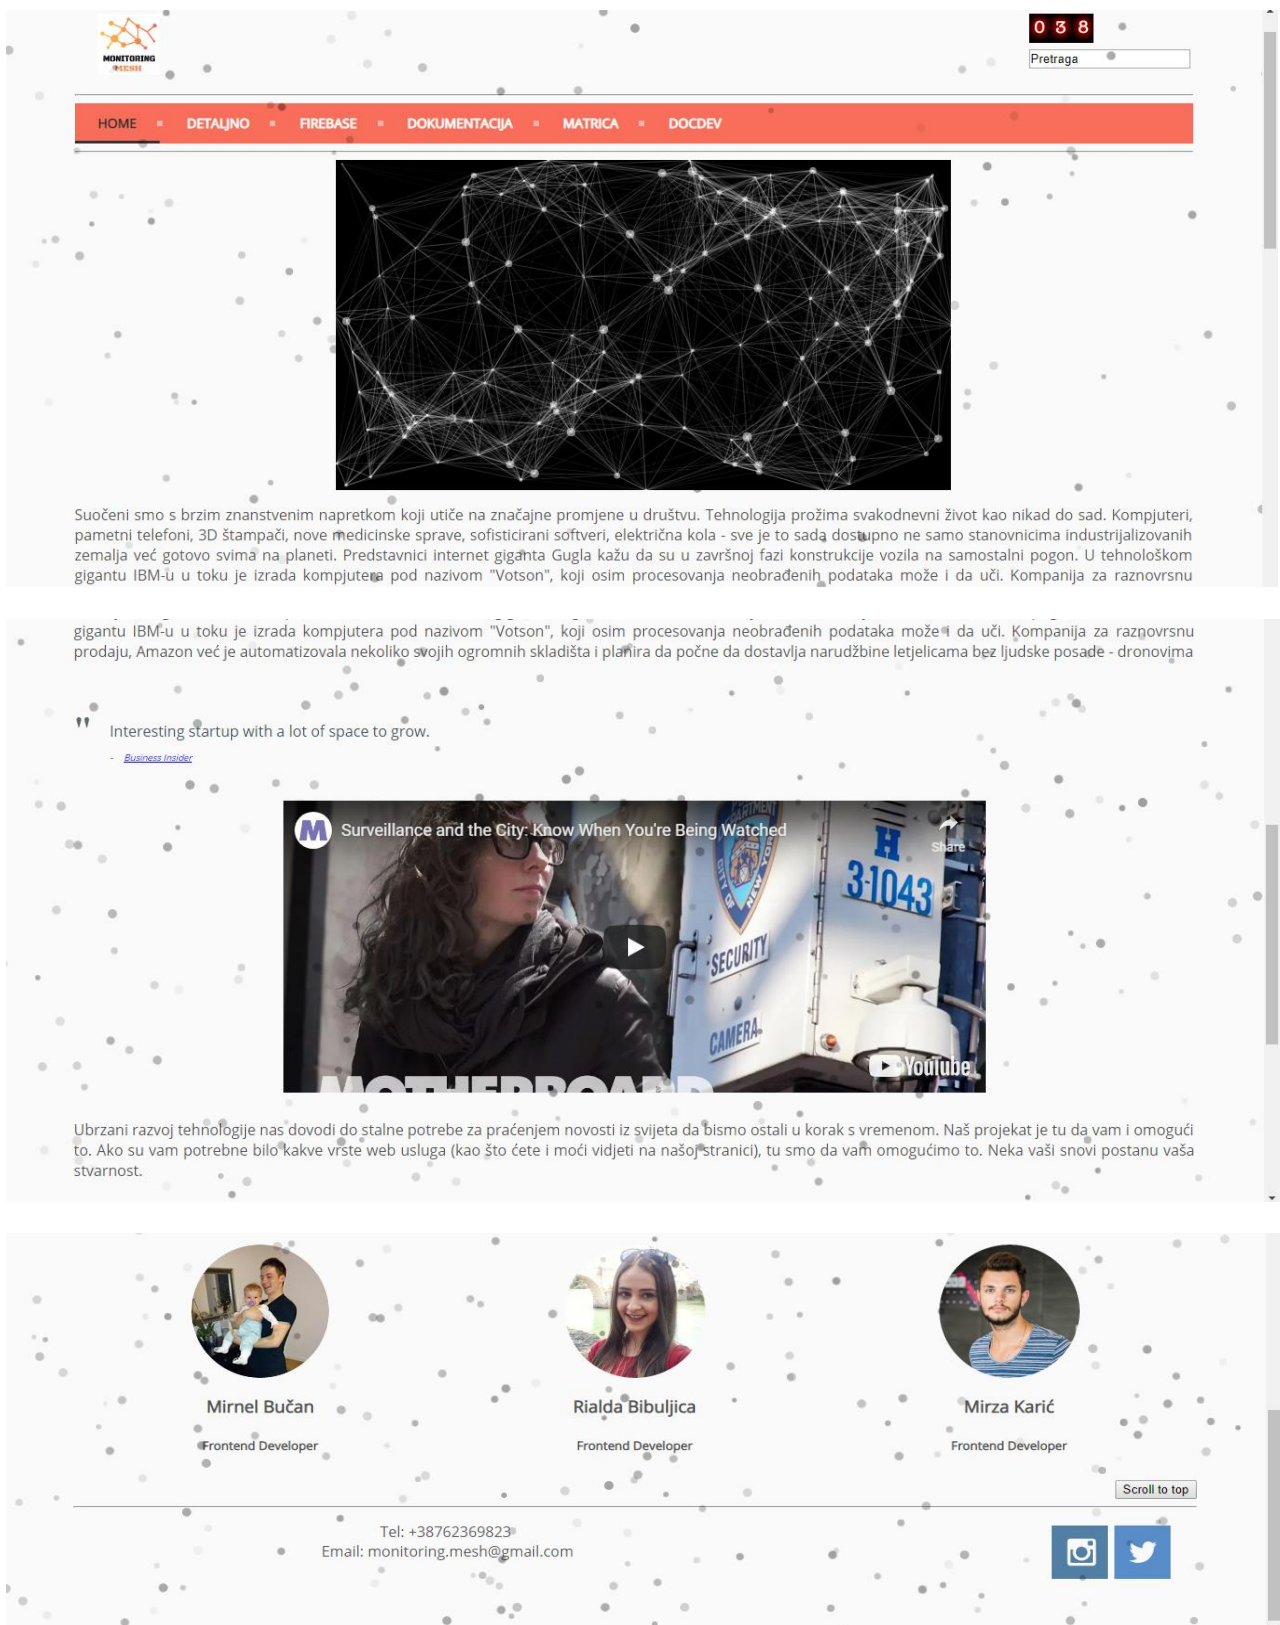 MONITORING
MESH
038
Pretraga
HOME DETALJNO FIREBASE DOKUMENTACIJA MATRICA DOCDEV
Suočeni smo s brzim znanstvenim napretkom koji utiče na značajne promjene u društvu. Tehnologija prožima svakodnevni život kao nikad do sad. Kompjuteri,
pametni telefoni, 3D štampači, nove medicinske sprave, sofisticirani softveri, električna kola - sve je to sada dostupno ne samo stanovnicima industrijalizovanih
zemalja već gotovo svima na planeti. Predstavnici internet giganta Gugla kažu da su u završnoj fazi konstrukcije vozila na samostalni pogon. U tehnološkom
gigantu IBM-u u toku je izrada kompjutera pod nazivom "Votson", koji osim procesovanja neobrađenih podataka može i da uči. Kompanija za raznovrsnu
gigantu IBM-u u toku je izrada kompjutera pod nazivom "Votson", koji osim procesovanja neobrađenih podataka može i da uči. Kompanija za raznovrsnu
prodaju, Amazon već je automatizovala nekoliko svojih ogromnih skladišta i planira da počne da dostavlja narudžbine letjelicama bez ljudske posade - dronovima
" Interesting startup with a lot of space to grow.
- Business Insider
M Surveillance and the City: Know When You're Being Watched
Share
DEPARTMENT
CITY OF NEW YORK
H
3-1043
SECURITY
CAMERA
YouTube
MOTHERBOARD
Ubrzani razvoj tehnologije nas dovodi do stalne potrebe za praćenjem novosti iz svijeta da bismo ostali u korak s vremenom. Naš projekat je tu da vam i omogući
to. Ako su vam potrebne bilo kakve vrste web usluga (kao što ćete i moći vidjeti na našoj stranici), tu smo da vam omogućimo to. Neka vaši snovi postanu vaša
stvarnost.
Mirnel Bučan Rialda Bibuljica Mirza Karić
Frontend Developer Frontend Developer Frontend Developer
Scroll to top
Tel: +38762369823
Email: monitoring.mesh@gmail.com